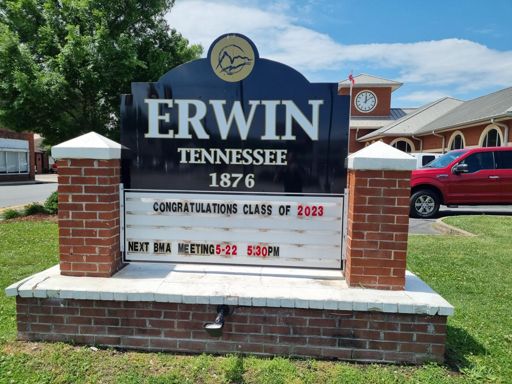 ERWIN
TENNESSEE
1876
CONGRATULATIONS CLASS OF 2023
NEXT BMA MEETING 5-22 5:30PM